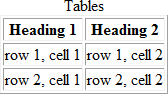 Tables
Heading 1 Heading 2
row 1, cell 1 row 1, cell 2
row 2, cell 1 row 2, cell 2